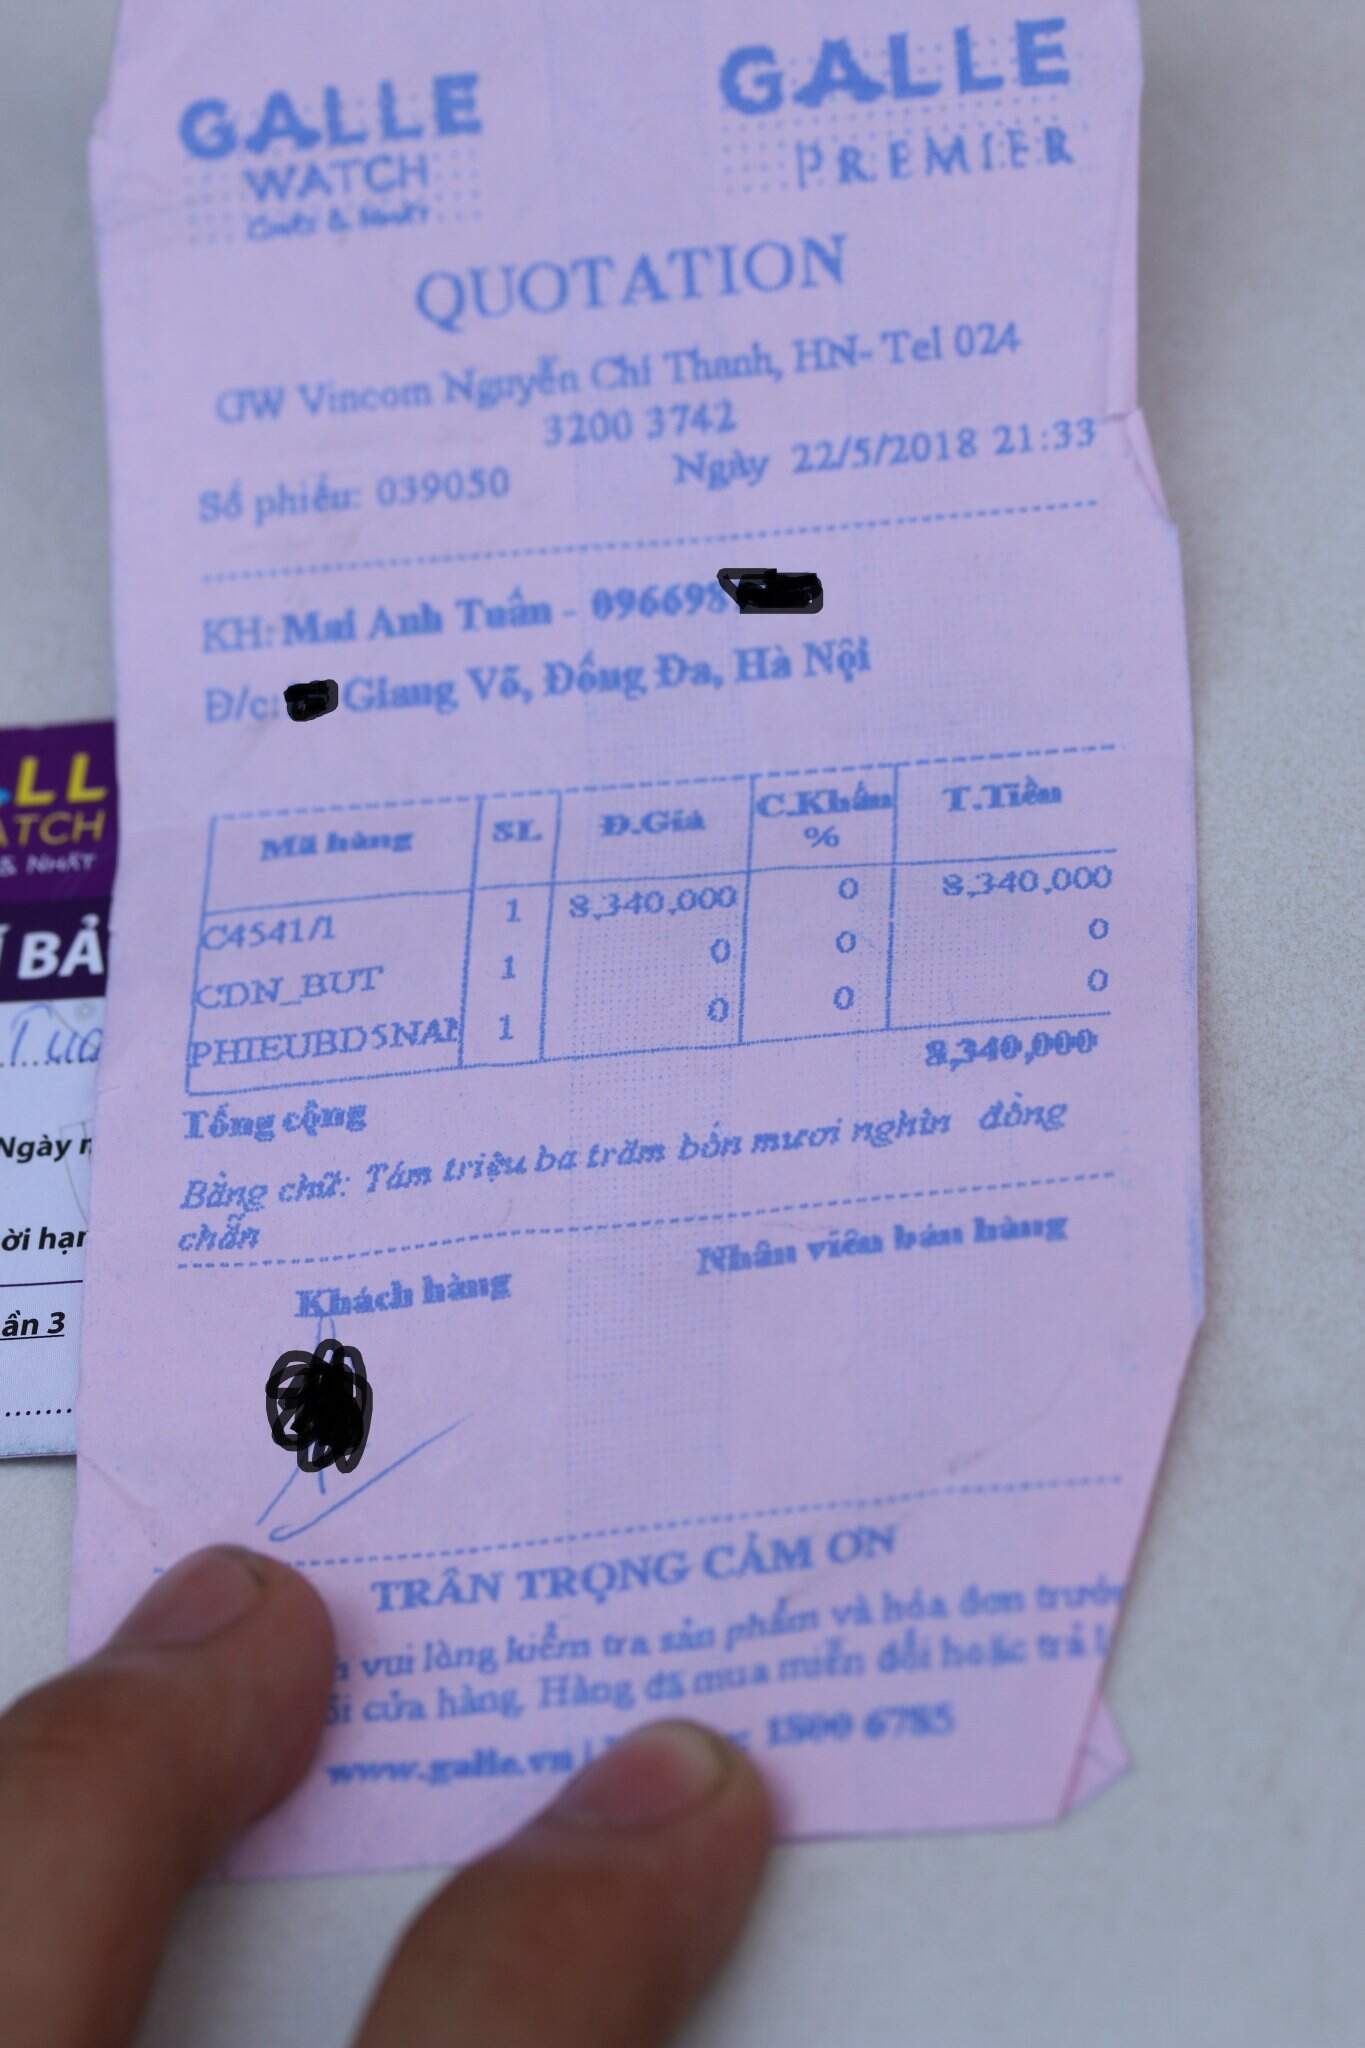 GALLE
WATCH
GALLE
PREMIER
QUOTATION
GW Vincom Nguyễn Chí Thanh, HN- Tel 024
3200 3742
Số phiếu: 039050 Ngày 22/5/2018 21:33
KH: Mai Anh Tuấn - 096698
Đ/c: Giang Võ, Đống Đa, Hà Nội
Mã hàng SL Đ.Giá C.Khấu % T.Tiền
C4541/1 1 8,340,000 0 8,340,000
CDN_BUT 1 0 0 0
PHIEUBD5NAM 1 0 0 0
8,340,000
Tổng cộng
Bằng chữ: Tám triệu ba trăm bốn mươi nghìn đồng
chẵn
Khách hàng Nhân viên bán hàng
TRÂN TRỌNG CẢM ƠN
vui lòng kiểm tra sản phẩm và hóa đơn trước
cửa hàng. Hàng đã mua miễn đổi hoặc trả
www.galle.vn | 1800 6785
LL
ATCH
& NHẤT
BẢ
Ngày
ần 3